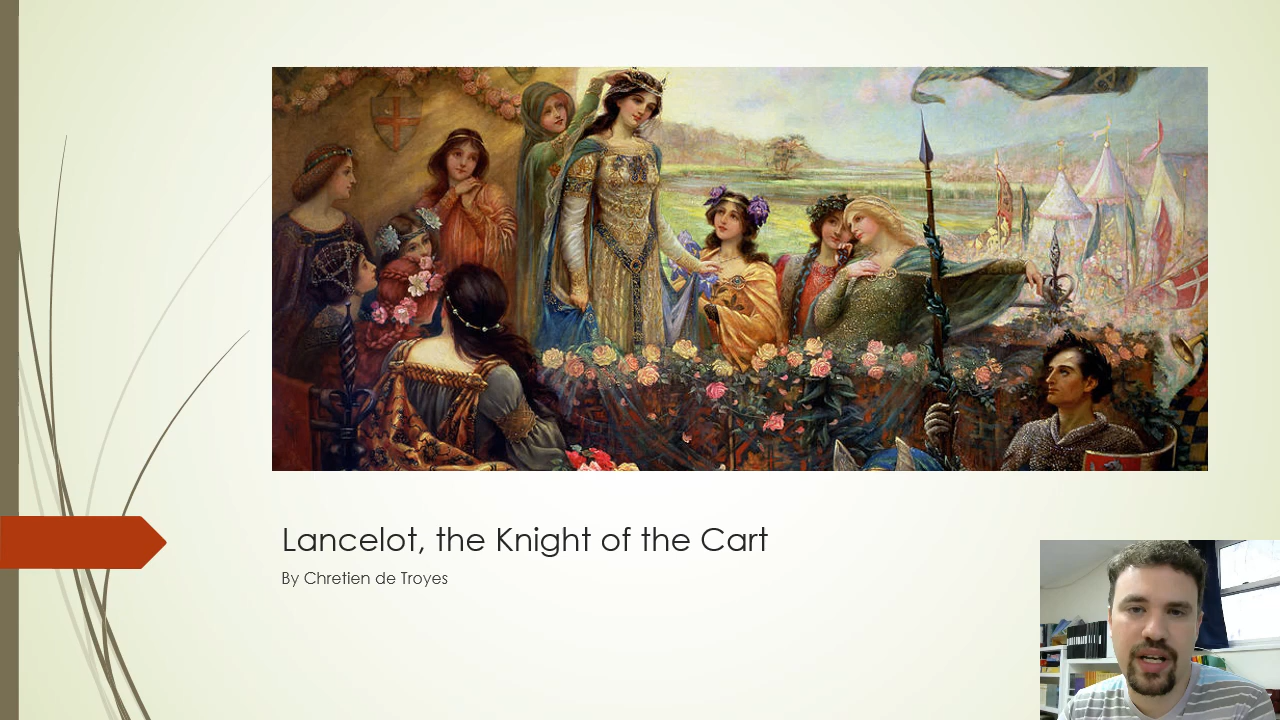 Lancelot, the Knight of the Cart
By Chretien de Troyes